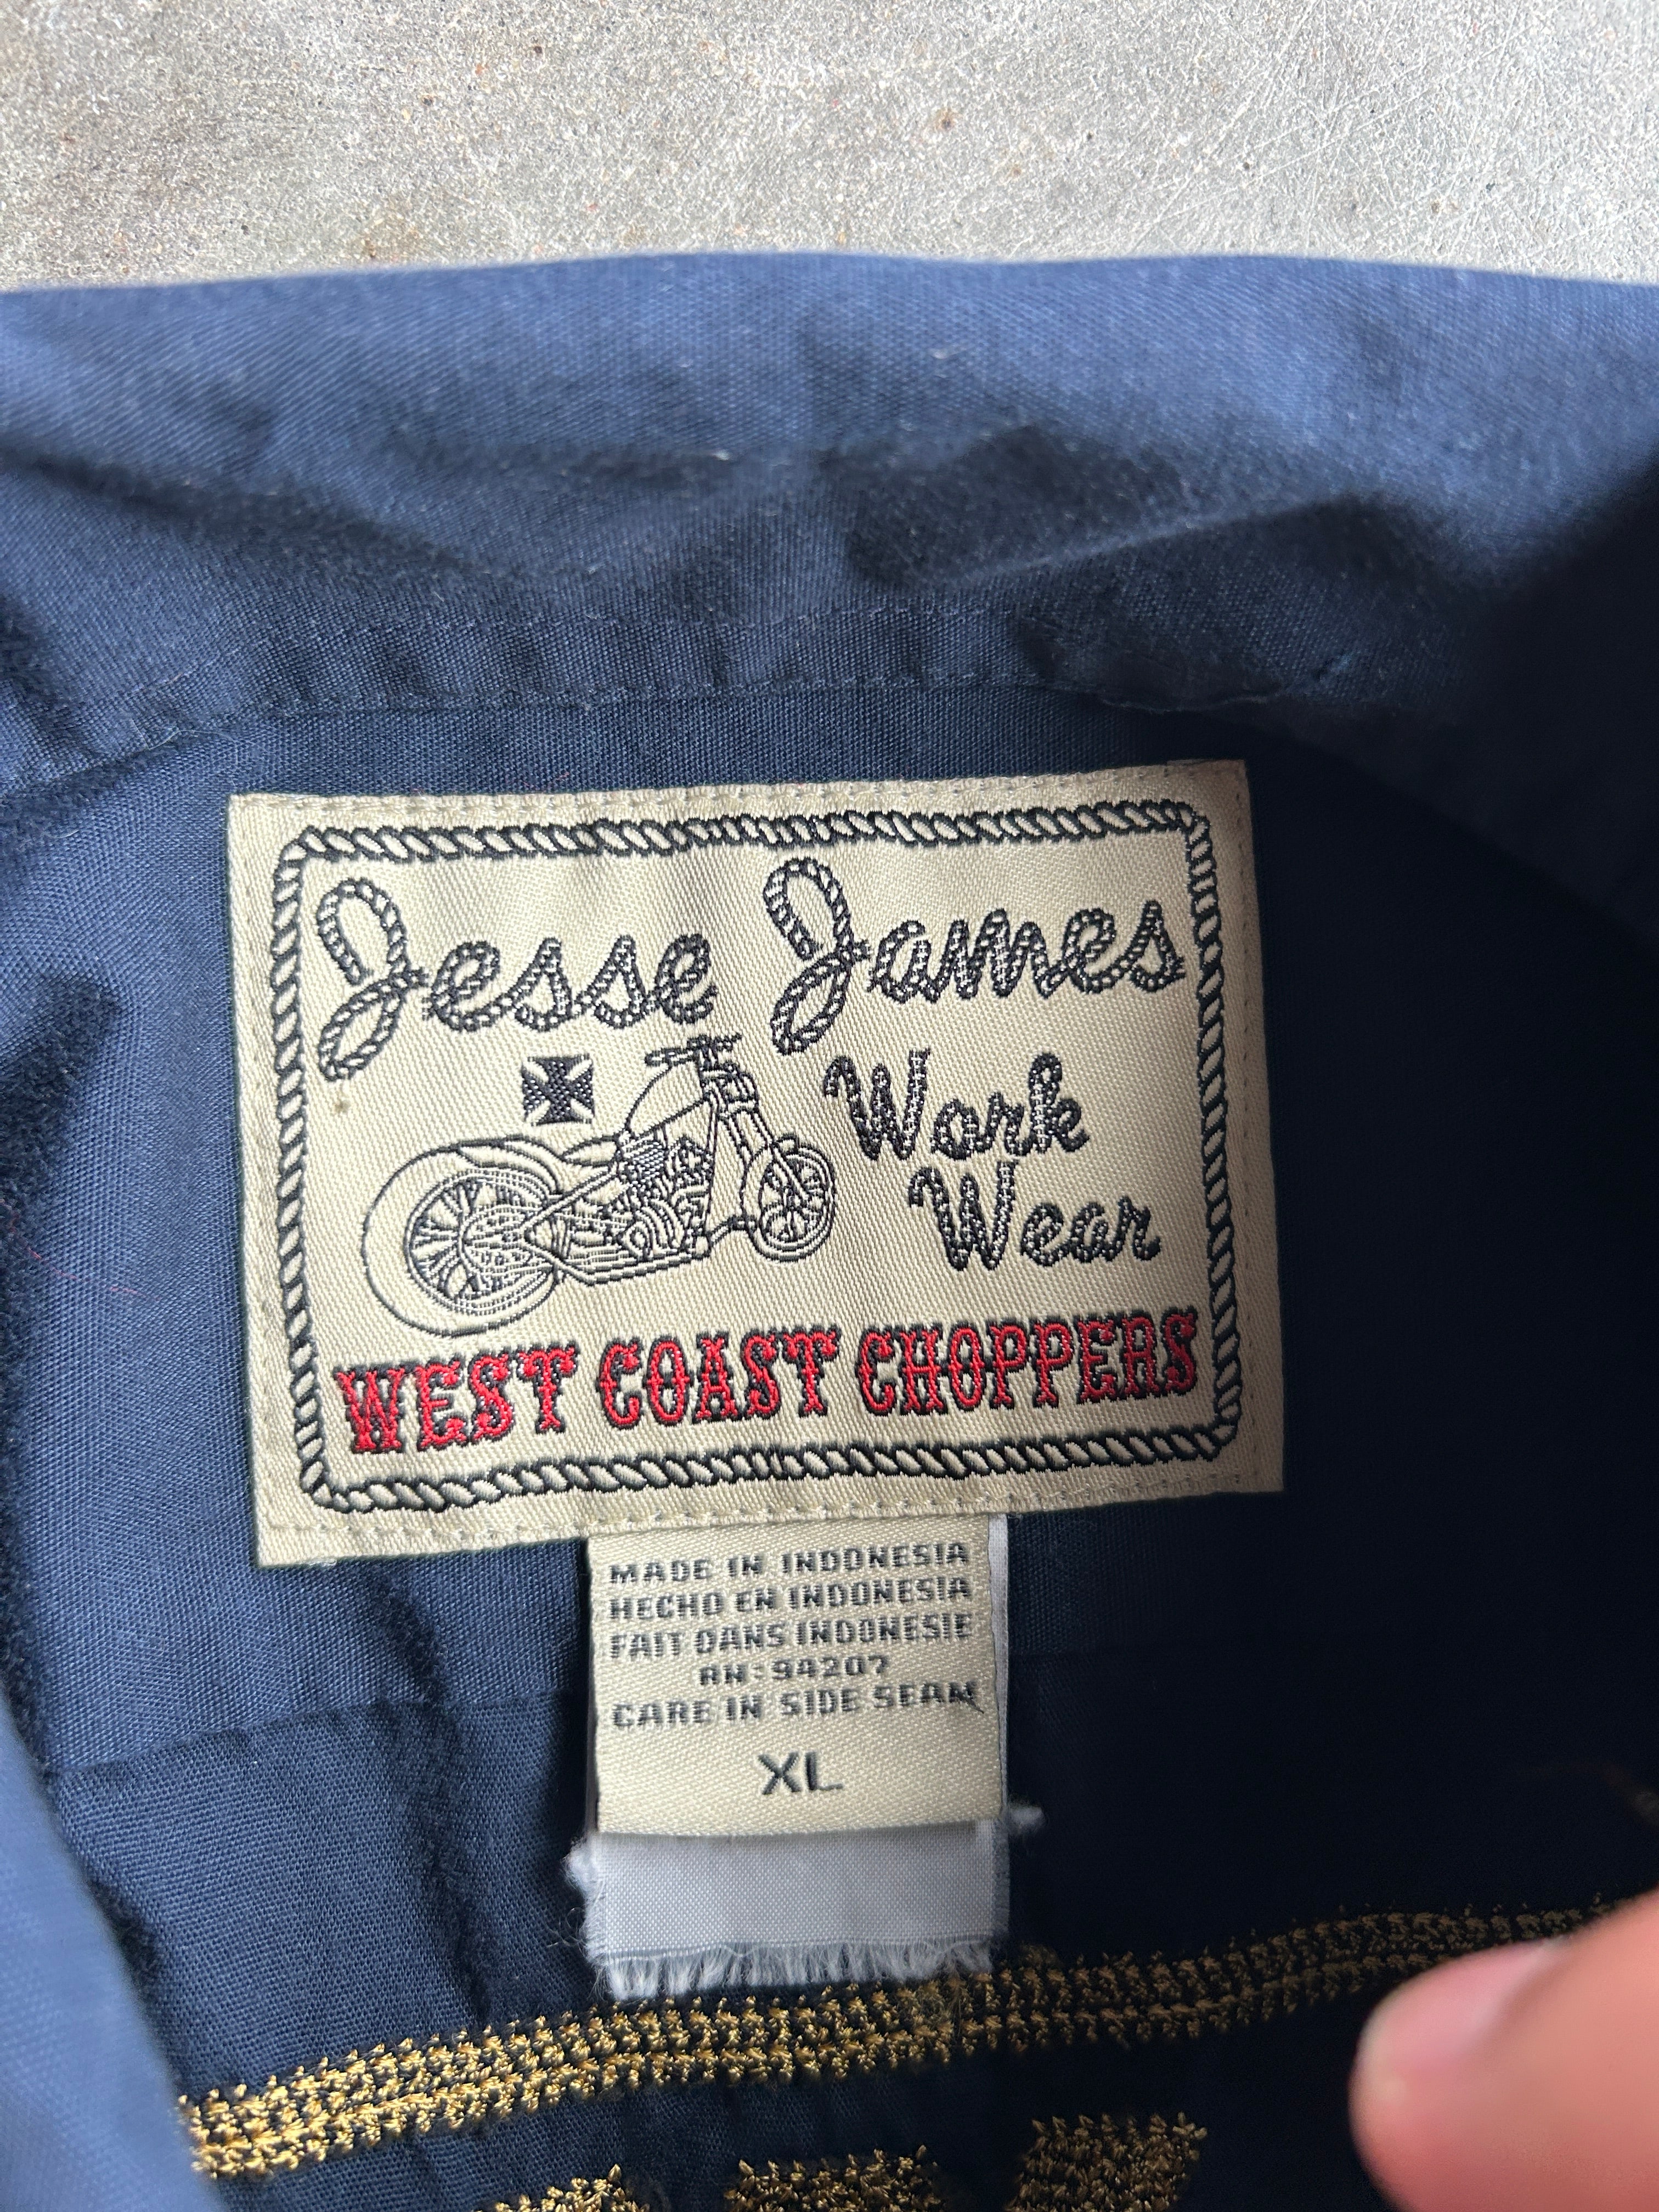 Jesse James
Work
Wear
WEST COAST CHOPPERS
MADE IN INDONESIA
HECHO EN INDONESIA
FAIT DANS INDONESIE
RN:94207
CARE IN SIDE SEAM
XL